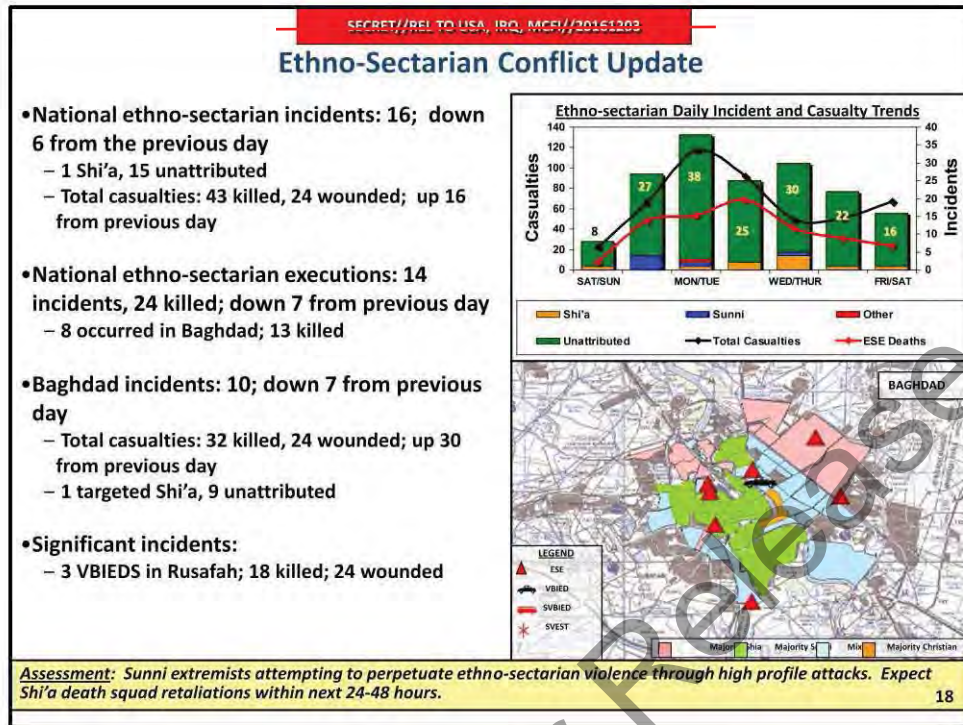 SECRET//REL TO USA, IRQ, MCFI//20161203
Ethno-Sectarian Conflict Update
•National ethno-sectarian incidents: 16; down
6 from the previous day
– 1 Shi'a, 15 unattributed
– Total casualties: 43 killed, 24 wounded; up 16
from previous day
•National ethno-sectarian executions: 14
incidents, 24 killed; down 7 from previous day
– 8 occurred in Baghdad; 13 killed
•Baghdad incidents: 10; down 7 from previous
day
– Total casualties: 32 killed, 24 wounded; up 30
from previous day
– 1 targeted Shi'a, 9 unattributed
•Significant incidents:
– 3 VBIEDS in Rusafah; 18 killed; 24 wounded
Ethno-sectarian Daily Incident and Casualty Trends
Casualties
140
120
100
80
60
40
20
0
8
27
38
25
30
22
16
40
35
30
25
20
15
10
5
0
Incidents
SAT/SUN MON/TUE WED/THUR FRI/SAT
Shi'a Sunni Other
Unattributed Total Casualties ESE Deaths
BAGHDAD
LEGEND
ESE
VBIED
SVBIED
SVEST
Majority Christian
Release
Assessment: Sunni extremists attempting to perpetuate ethno-sectarian violence through high profile attacks. Expect
Shi'a death squad retaliations within next 24-48 hours.
18